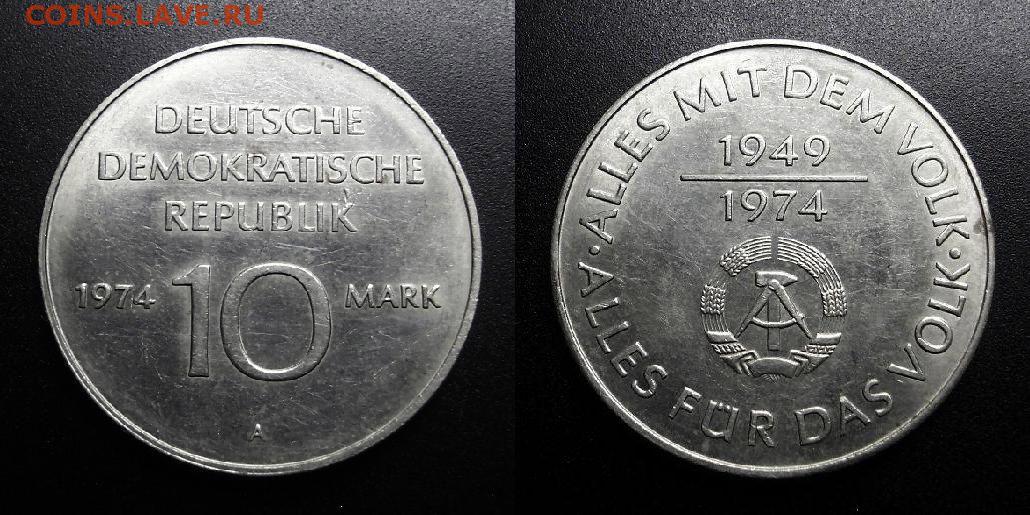 COINS.LAVE.RU
DEUTSCHE
DEMOKRATISCHE
REPUBLIK
1974 10 MARK
A
· ALLES MIT DEM VOLK · ALLES FÜR DAS VOLK
1949
1974